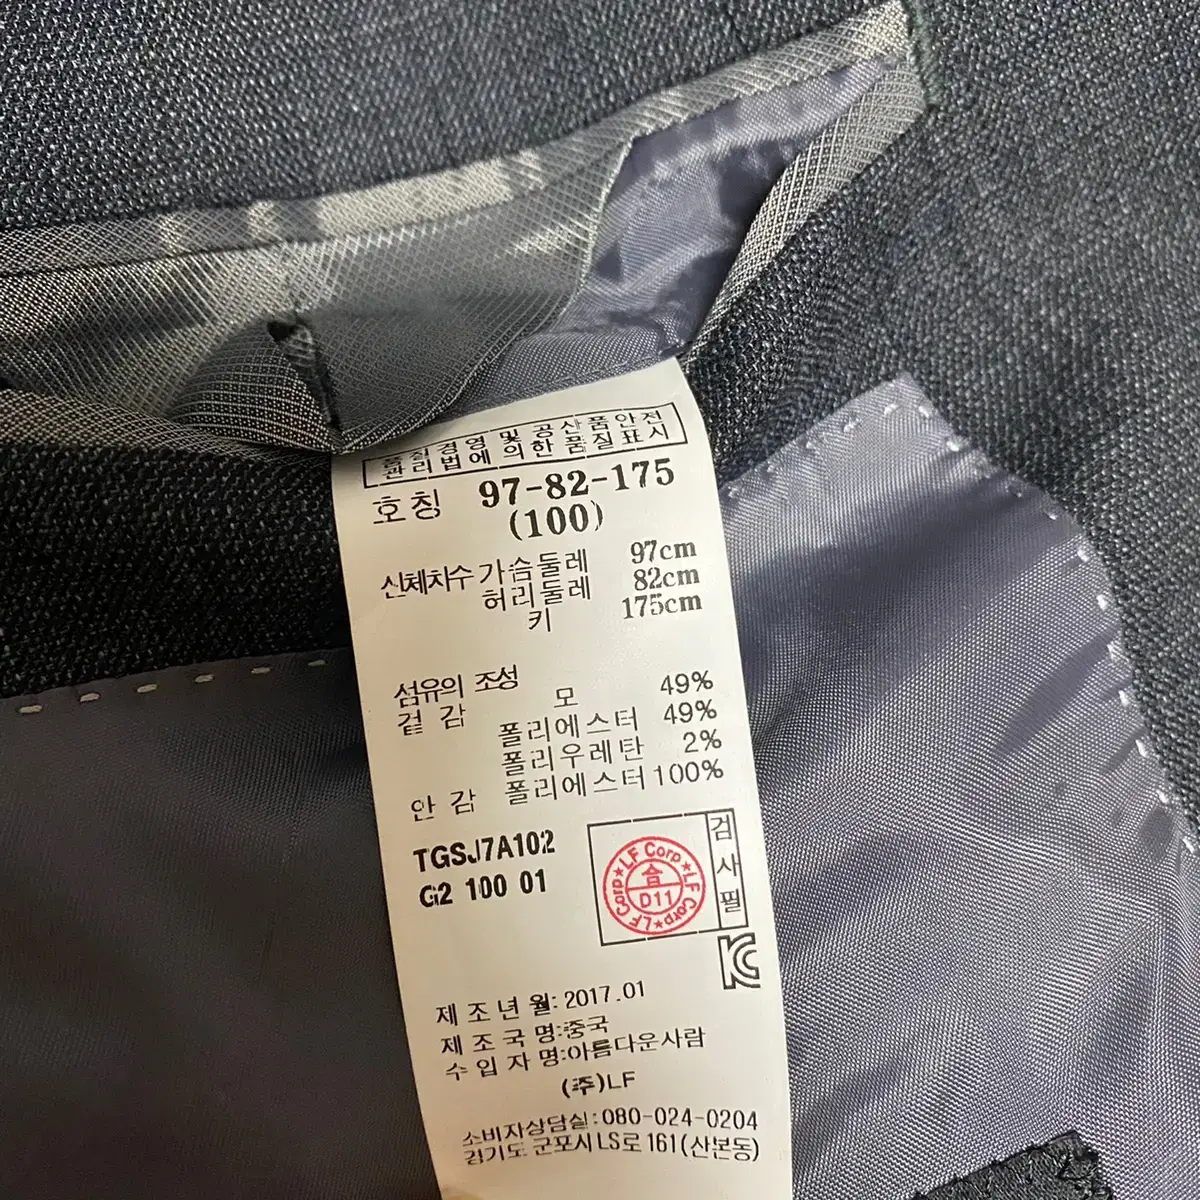 품질경영 및 공산품안전
관리법에 의한 품질표시
호칭 97-82-175
(100)
신체치수 가슴둘레 97cm
허리둘레 82cm
키 175cm
섬유의 조성
겉감 모 49%
폴리에스터 49%
폴리우레탄 2%
안감 폴리에스터 100%
TGSJ7A102
G2 100 01
LF Corp★LF Corp★LF Corp★
합
D11
검사필
KC
제조년월:2017.01
제조국명:중국
수입자명:아름다운사람
(주)LF
소비자상담실:080-024-0204
경기도 군포시 LS로 161(산본동)